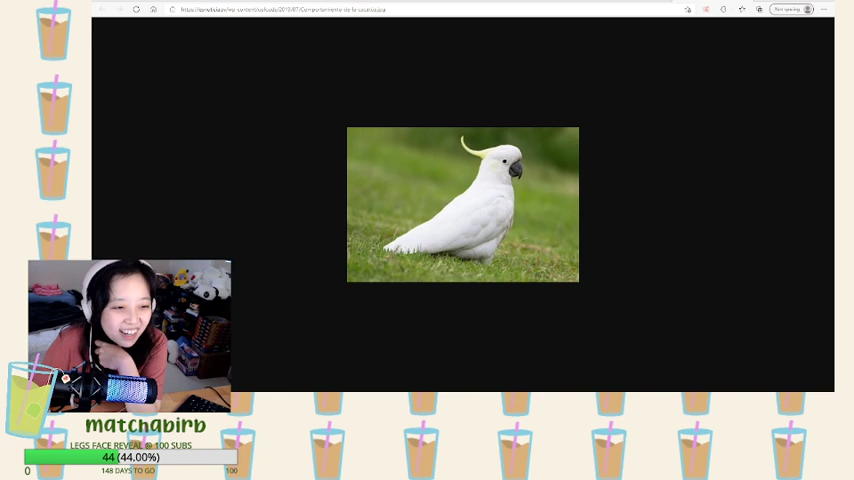 matchabirb
LEGS FACE REVEAL @ 100 SUBS
44 (44.00%)
0 148 DAYS TO GO 100